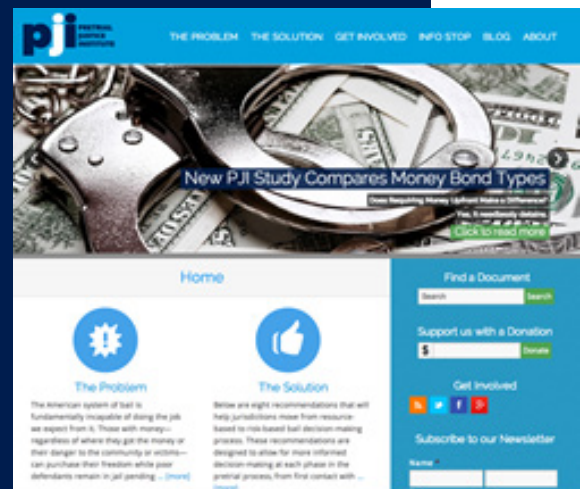 pji PRETRIAL JUSTICE INSTITUTE
THE PROBLEM THE SOLUTION GET INVOLVED INFO STOP BLOG ABOUT
New PJI Study Compares Money Bond Types
Does Requiring Money Upfront Make a Difference?
Yes, it needlessly detains.
Click to read more
Home
The Problem
The American system of bail is
fundamentally incapable of doing the job
we expect from it. Those with money—
regardless of where they got the money or
their danger to the community or victims—
can purchase their freedom while poor
defendants remain in jail pending ... [more]
The Solution
Below are eight recommendations that will
help jurisdictions move from resource-
based to risk-based bail decision-making
process. These recommendations are
designed to allow for more informed
decision-making at each phase in the
pretrial process, from first contact with ...
[more]
Find a Document
Search Search
Support us with a Donation
$ Donate
Get Involved
Subscribe to our Newsletter
Name *